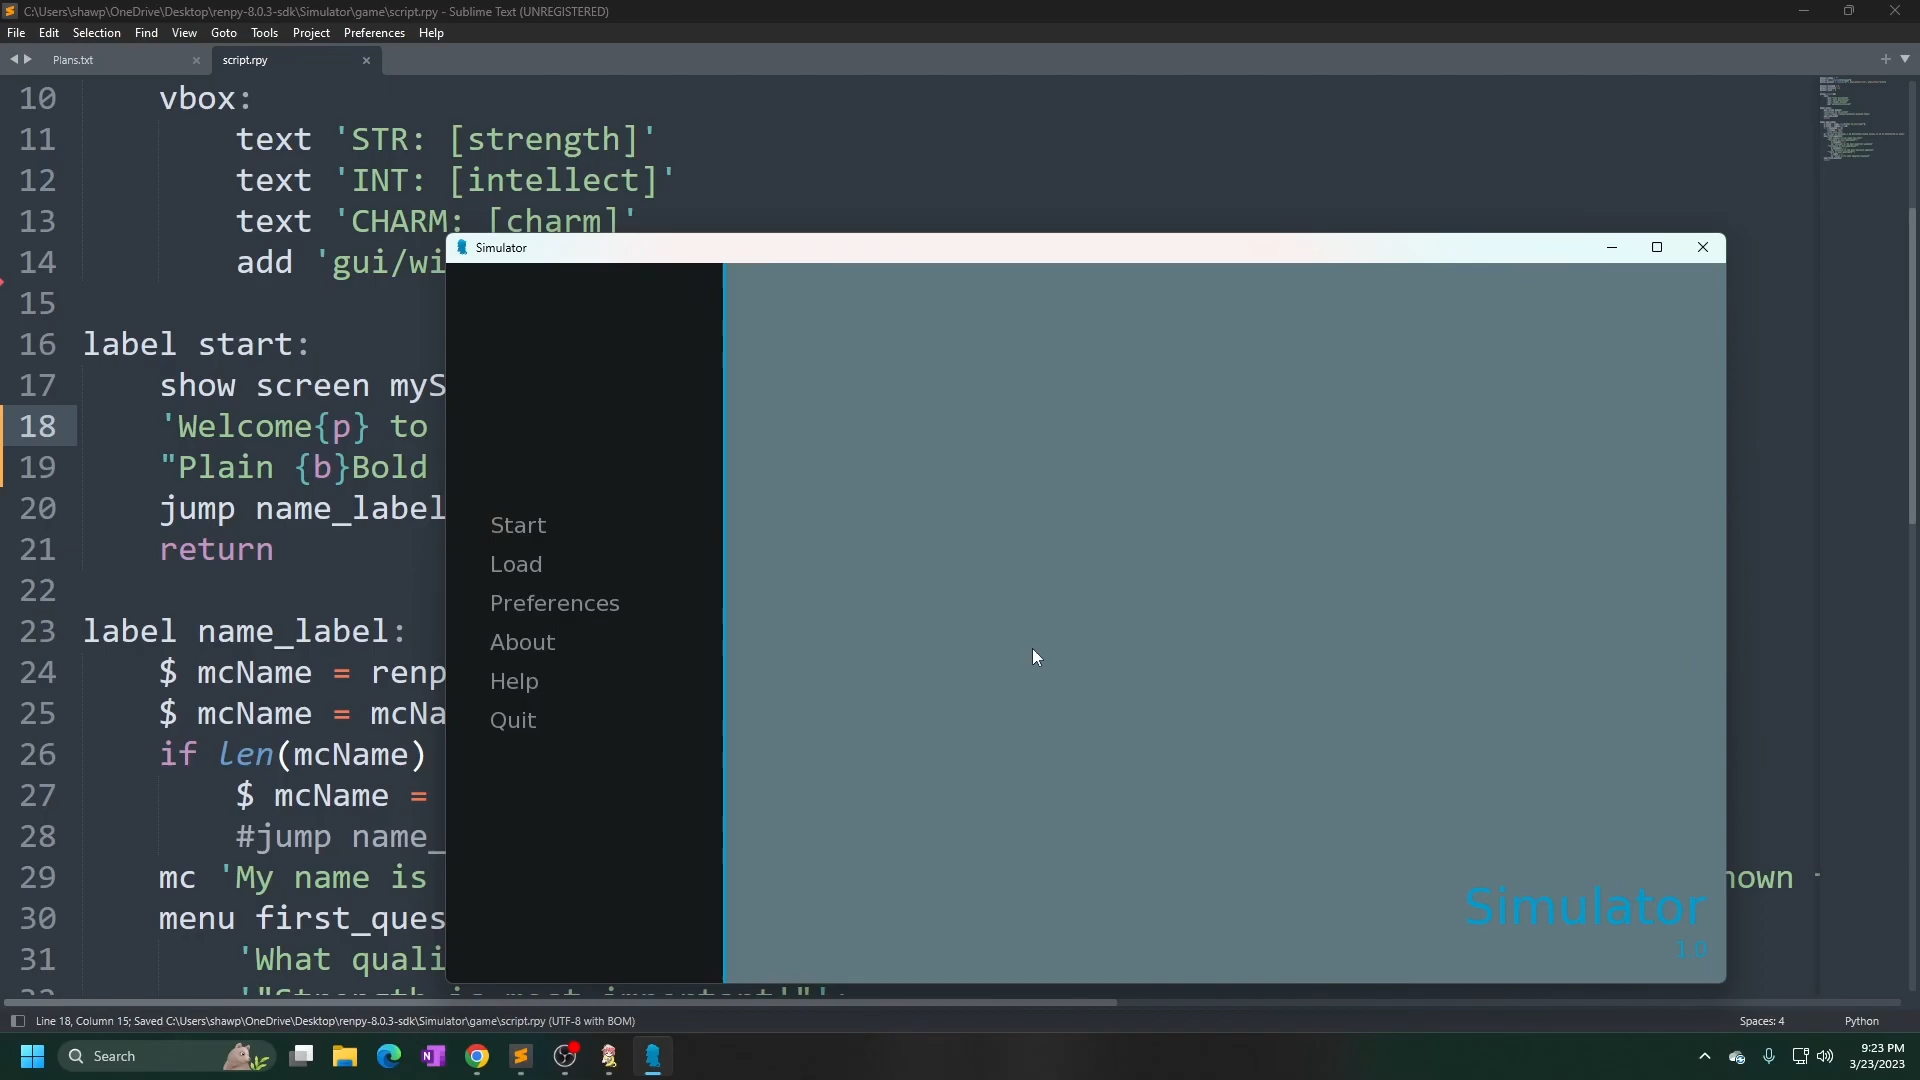 C:\Users\shawp\OneDrive\Desktop\renpy-8.0.3-sdk\Simulator\game\script.rpy - Sublime Text (UNREGISTERED)
File Edit Selection Find View Goto Tools Project Preferences Help
Plans.txt
script.rpy
10 vbox:
11 text 'STR: [strength]'
12 text 'INT: [intellect]'
13 text 'CHARM: [charm]'
14 add 'gui/wi
15
16 label start:
17 show screen myS
18 'Welcome{p} to
19 "Plain {b}Bold
20 jump name_label
21 return
22
23 label name_label:
24 $ mcName = renp
25 $ mcName = mcNa
26 if len(mcName)
27 $ mcName =
28 #jump name_
29 mc 'My name is
30 menu first_ques
31 'What quali
Simulator
Start
Load
Preferences
About
Help
Quit
Simulator
1.0
Line 18, Column 15; Saved C:\Users\shawp\OneDrive\Desktop\renpy-8.0.3-sdk\Simulator\game\script.rpy (UTF-8 with BOM)
Spaces: 4
Python
Search
9:23 PM
3/23/2023